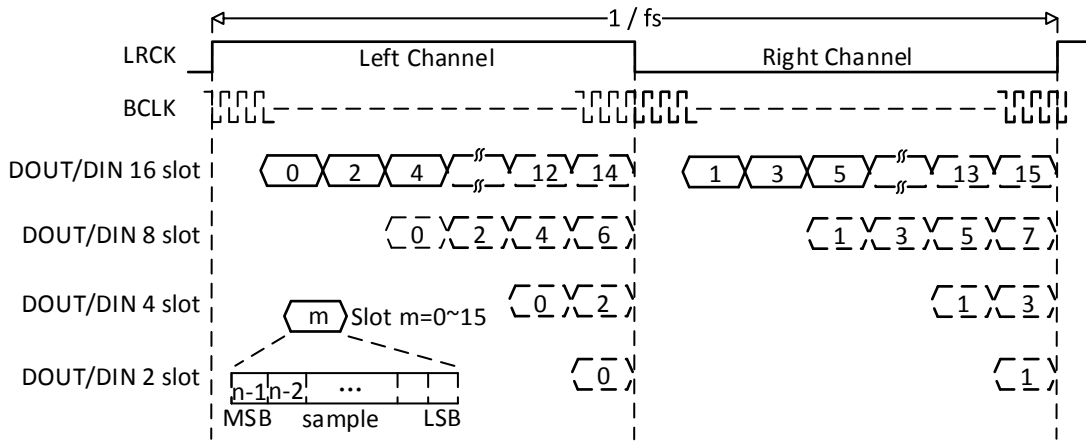 1 / fs
LRCK Left Channel Right Channel
BCLK
DOUT/DIN 16 slot 0 2 4 12 14 1 3 5 13 15
DOUT/DIN 8 slot 0 2 4 6 1 3 5 7
DOUT/DIN 4 slot 0 2 1 3
m Slot m=0~15
DOUT/DIN 2 slot 0 1
n-1 n-2 ...
MSB sample LSB